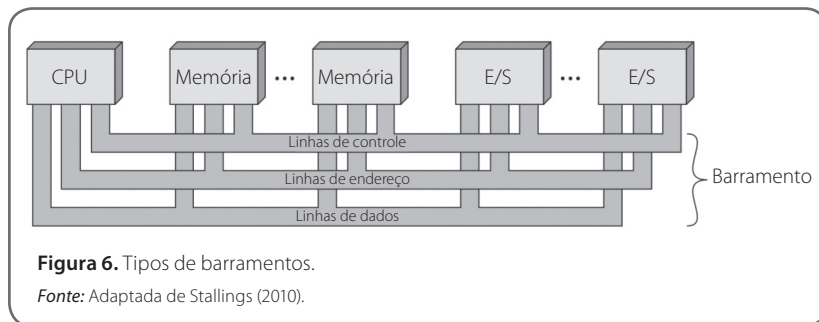 CPU
Memória
•••
Memória
E/S
•••
E/S
Linhas de controle
Linhas de endereço
Barramento
Linhas de dados
Figura 6. Tipos de barramentos.
Fonte: Adaptada de Stallings (2010).